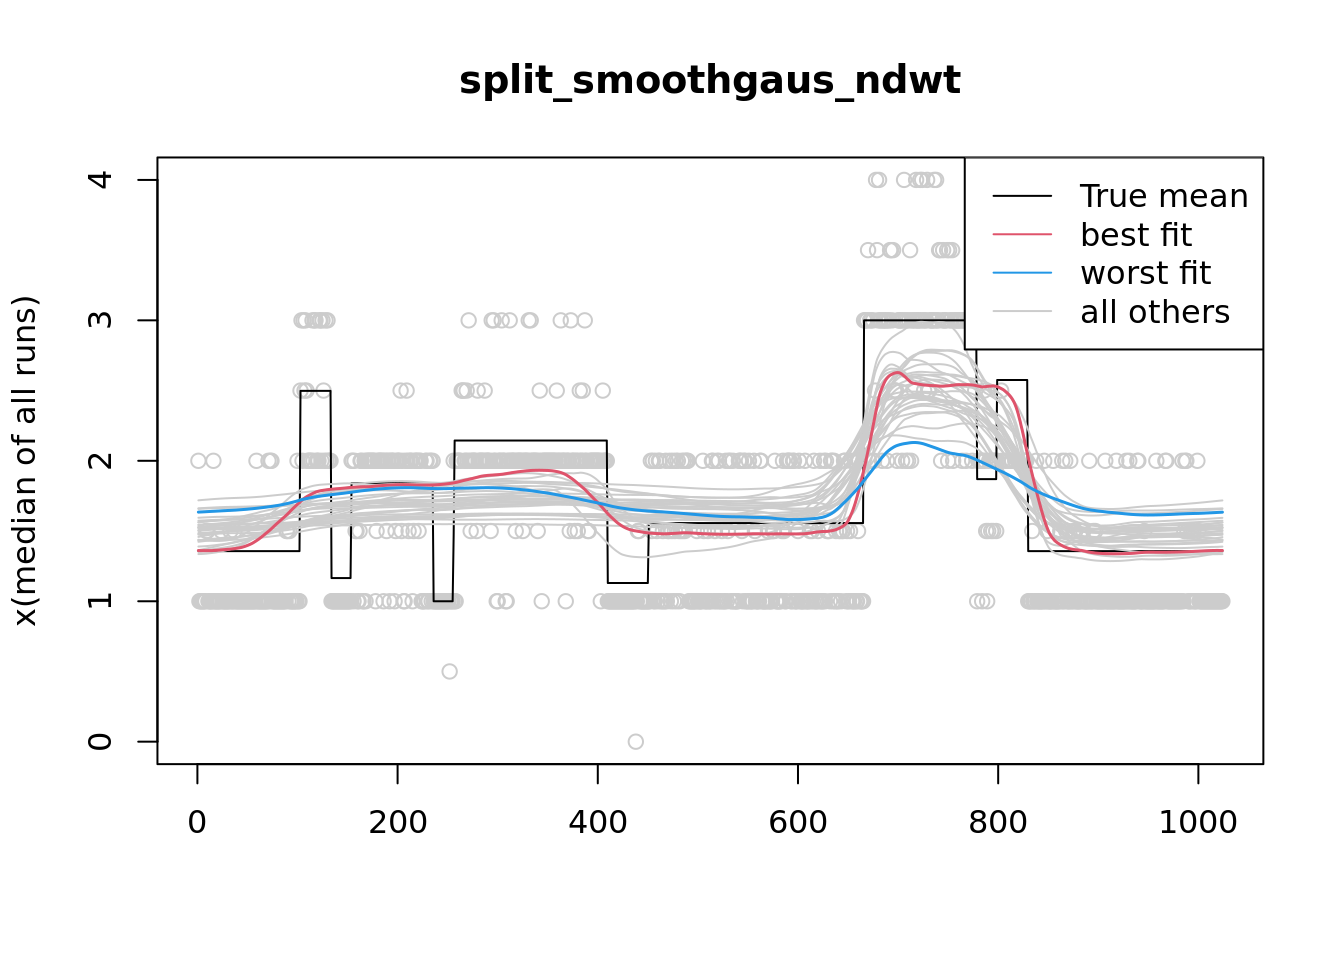 split_smoothgaus_ndwt
x(median of all runs)
4
3
2
1
0
True mean
best fit
worst fit
all others
0 200 400 600 800 1000